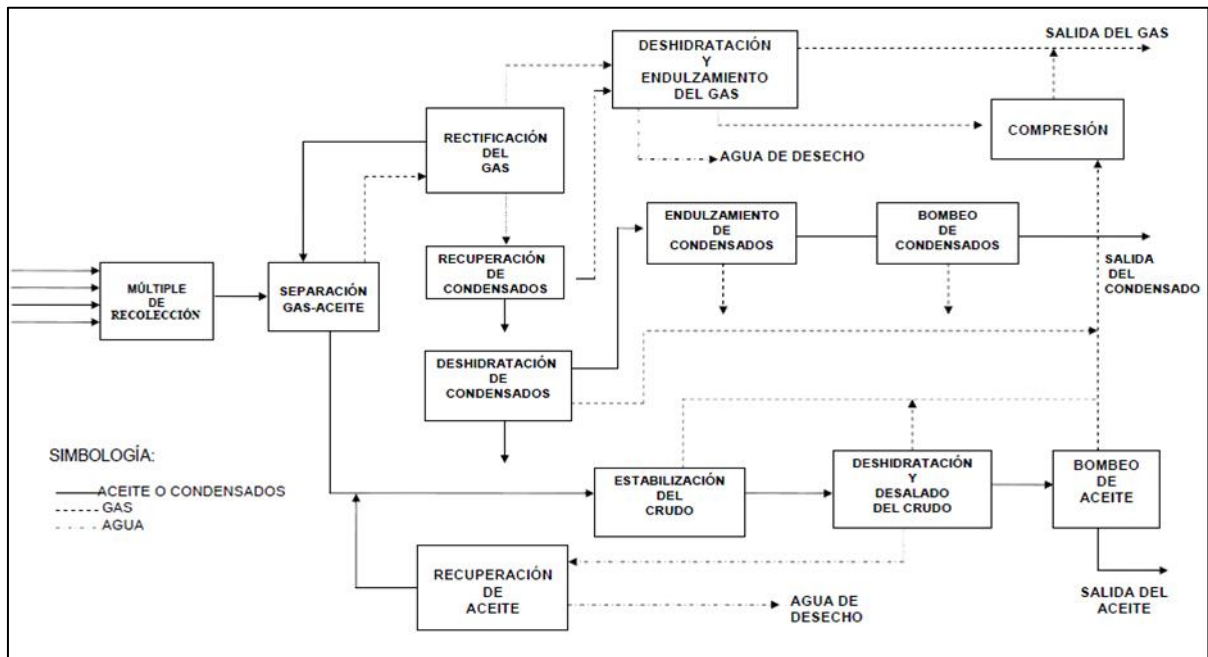 SALIDA DEL GAS
DESHIDRATACIÓN
Y
ENDULZAMIENTO
DEL GAS
COMPRESIÓN
RECTIFICACIÓN
DEL
GAS
AGUA DE DESECHO
ENDULZAMIENTO
DE
CONDENSADOS
BOMBEO
DE
CONDENSADOS
RECUPERACIÓN
DE
CONDENSADOS
SALIDA
DEL
CONDENSADO
MÚLTIPLE
DE
RECOLECCIÓN
SEPARACIÓN
GAS-ACEITE
DESHIDRATACIÓN
DE
CONDENSADOS
SIMBOLOGÍA:
ACEITE O CONDENSADOS
GAS
AGUA
ESTABILIZACIÓN
DEL
CRUDO
DESHIDRATACIÓN
Y
DESALADO
DEL CRUDO
BOMBEO
DE
ACEITE
RECUPERACIÓN
DE
ACEITE
AGUA DE
DESECHO
SALIDA DEL
ACEITE